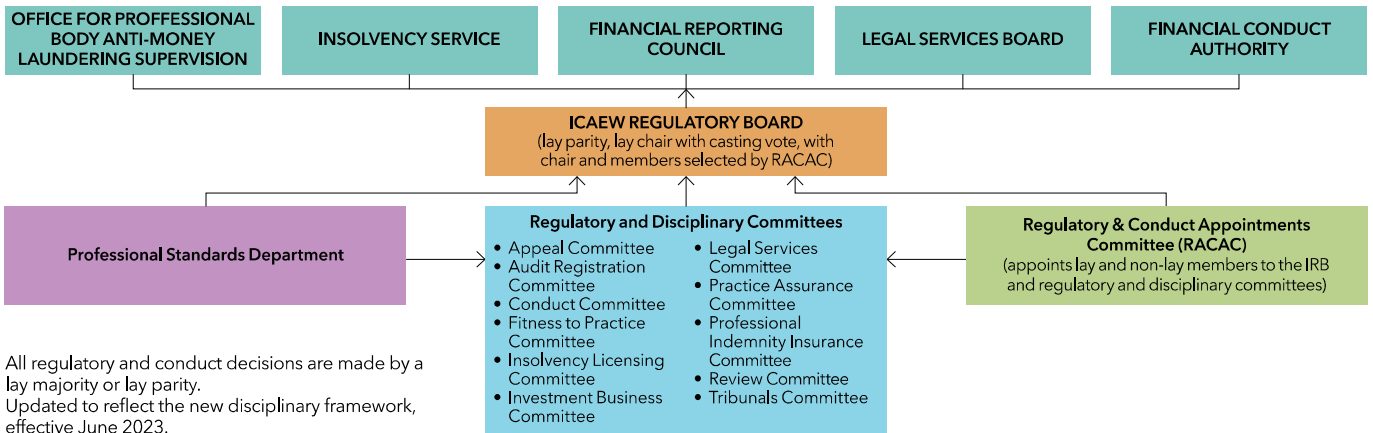 OFFICE FOR PROFFESSIONAL
BODY ANTI-MONEY
LAUNDERING SUPERVISION
INSOLVENCY SERVICE
FINANCIAL REPORTING
COUNCIL
LEGAL SERVICES BOARD
FINANCIAL CONDUCT
AUTHORITY
ICAEW REGULATORY BOARD
(lay parity, lay chair with casting vote, with
chair and members selected by RACAC)
Professional Standards Department
Regulatory and Disciplinary Committees
• Appeal Committee
• Audit Registration
Committee
• Conduct Committee
• Fitness to Practice
Committee
• Insolvency Licensing
Committee
• Investment Business
Committee
• Legal Services
Committee
• Practice Assurance
Committee
• Professional
Indemnity Insurance
Committee
• Review Committee
• Tribunals Committee
Regulatory & Conduct Appointments
Committee (RACAC)
(appoints lay and non-lay members to the IRB
and regulatory and disciplinary committees)
All regulatory and conduct decisions are made by a
lay majority or lay parity.
Updated to reflect the new disciplinary framework,
effective June 2023.